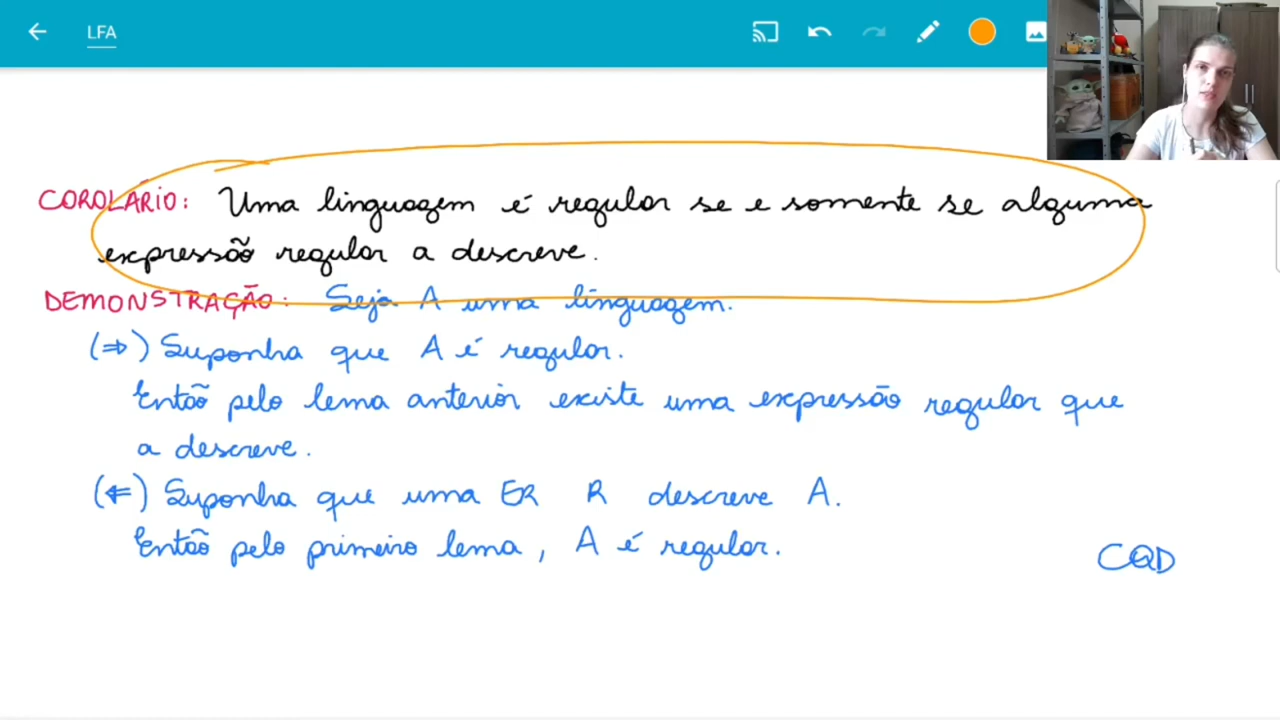 LFA
COROLÁRIO: Uma linguagem é regular se e somente se alguma
expressão regular a descreve.
DEMONSTRAÇÃO: Seja A uma linguagem.
(⇒) Suponha que A é regular.
Então pelo lema anterior existe uma expressão regular que
a descreve.
(⇐) Suponha que uma ER R descreve A.
Então pelo primeiro lema, A é regular.
CQD